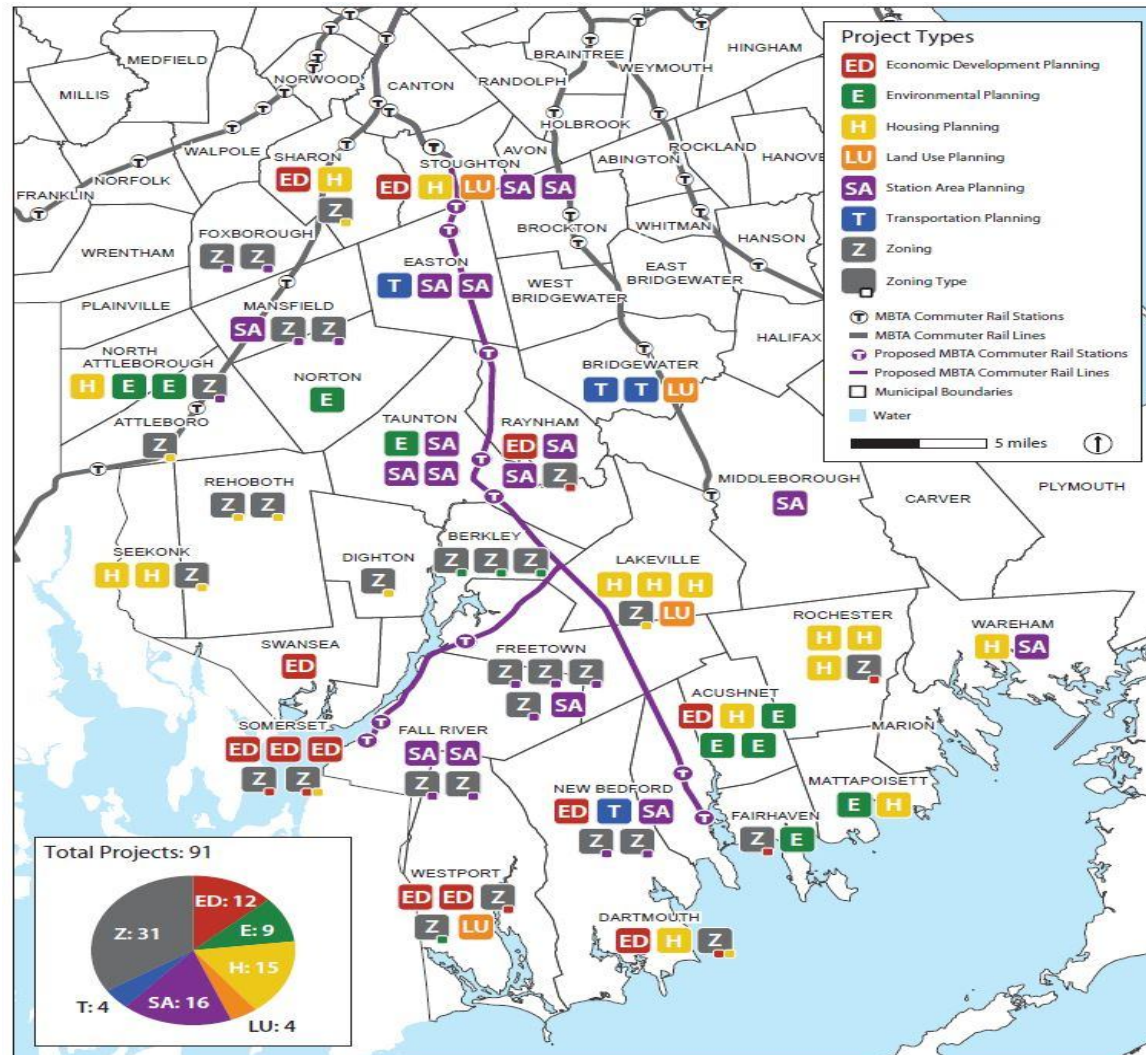 BRAINTREE
HINGHAM
MEDFIELD
NORWOOD
CANTON
RANDOLPH
WEYMOUTH
MILLIS
HOLBROOK
WALPOLE
SHARON
STOUGHTON
AVON
ABINGTON
ROCKLAND
HANOVE
FRANKLIN
NORFOLK
ED H
ED H LU SA SA
Z
WRENTHAM
FOXBOROUGH
Z Z
BROCKTON
WHITMAN
HANSON
EASTON
T SA SA
WEST
BRIDGEWATER
EAST
BRIDGEWATER
PLAINVILLE
MANSFIELD
SA Z Z
HALIFAX
NORTH
ATTLEBOROUGH
H E E Z
NORTON
E
BRIDGEWATER
T T LU
ATTLEBORO
Z
TAUNTON
E SA
SA SA
RAYNHAM
ED SA
SA Z
REHOBOTH
Z Z
MIDDLEBOROUGH
SA
CARVER
PLYMOUTH
SEEKONK
H H Z
DIGHTON
Z
BERKLEY
Z Z Z
LAKEVILLE
H H H
Z LU
ROCHESTER
H H
H Z
WAREHAM
H SA
SWANSEA
ED
FREETOWN
Z Z Z
Z SA
ACUSHNET
ED H E
E E
MARION
SOMERSET
ED ED ED
Z Z
FALL RIVER
SA SA
Z Z
NEW BEDFORD
ED T SA
Z Z
FAIRHAVEN
Z E
MATTAPOISETT
E H
WESTPORT
ED ED Z
Z LU
DARTMOUTH
ED H Z
Project Types
ED Economic Development Planning
E Environmental Planning
H Housing Planning
LU Land Use Planning
SA Station Area Planning
T Transportation Planning
Z Zoning
Zoning Type
T MBTA Commuter Rail Stations
MBTA Commuter Rail Lines
T Proposed MBTA Commuter Rail Stations
Proposed MBTA Commuter Rail Lines
Municipal Boundaries
Water
5 miles
Total Projects: 91
ED: 12
E: 9
H: 15
LU: 4
SA: 16
T: 4
Z: 31